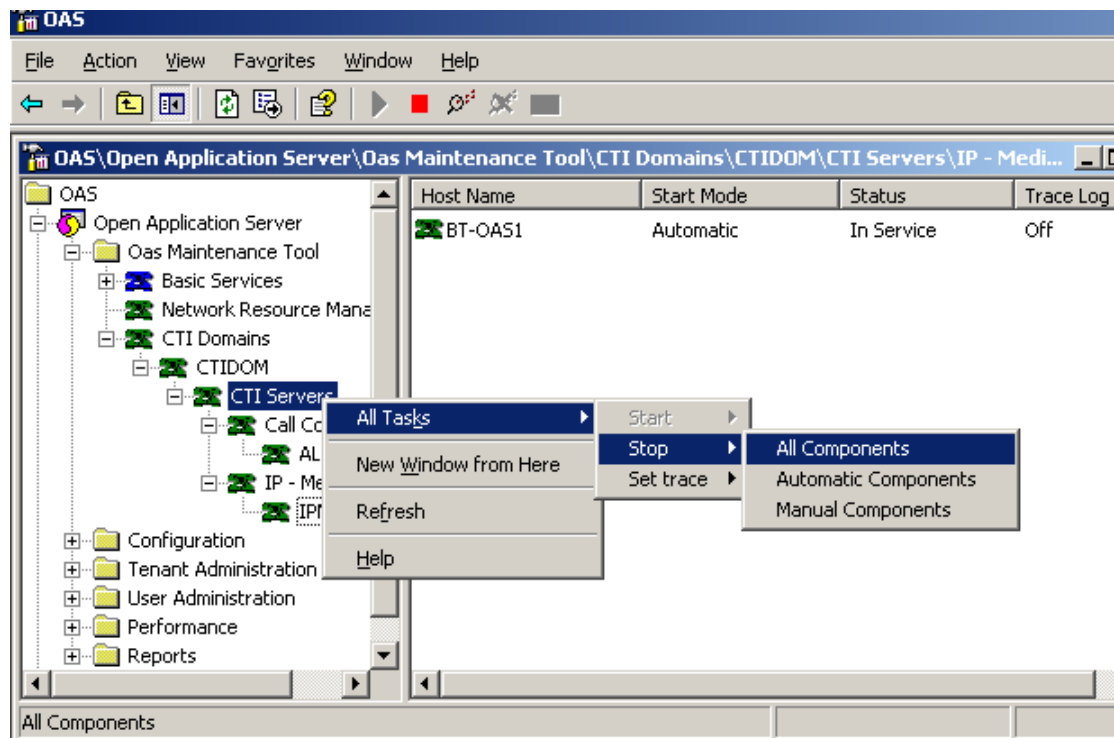 OAS
File Action View Favorites Window Help
OAS\Open Application Server\Oas Maintenance Tool\CTI Domains\CTIDOM\CTI Servers\IP - Medi...
OAS
Open Application Server
Oas Maintenance Tool
Basic Services
Network Resource Mana
CTI Domains
CTIDOM
CTI Servers
Call Co
AL
IP - Me
Configuration
Tenant Administration
User Administration
Performance
Reports
Host Name Start Mode Status Trace Log
BT-OAS1 Automatic In Service Off
All Tasks
New Window from Here
Refresh
Help
Start
Stop
Set trace
All Components
Automatic Components
Manual Components
All Components